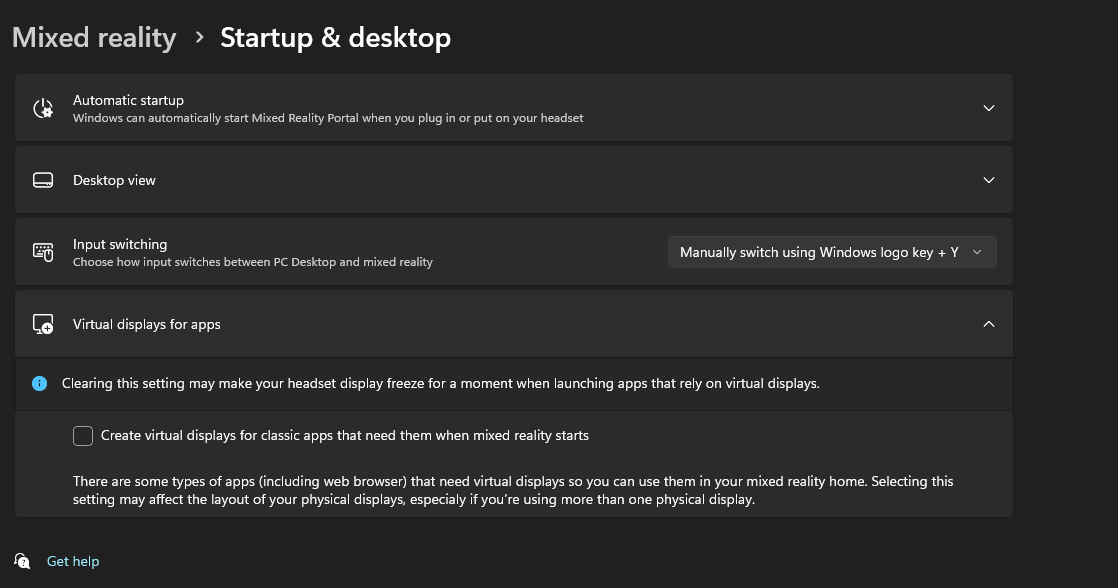 Mixed reality > Startup & desktop
Automatic startup
Windows can automatically start Mixed Reality Portal when you plug in or put on your headset
Desktop view
Input switching
Choose how input switches between PC Desktop and mixed reality
Manually switch using Windows logo key + Y
Virtual displays for apps
Clearing this setting may make your headset display freeze for a moment when launching apps that rely on virtual displays.
Create virtual displays for classic apps that need them when mixed reality starts
There are some types of apps (including web browser) that need virtual displays so you can use them in your mixed reality home. Selecting this
setting may affect the layout of your physical displays, especialy if you're using more than one physical display.
Get help